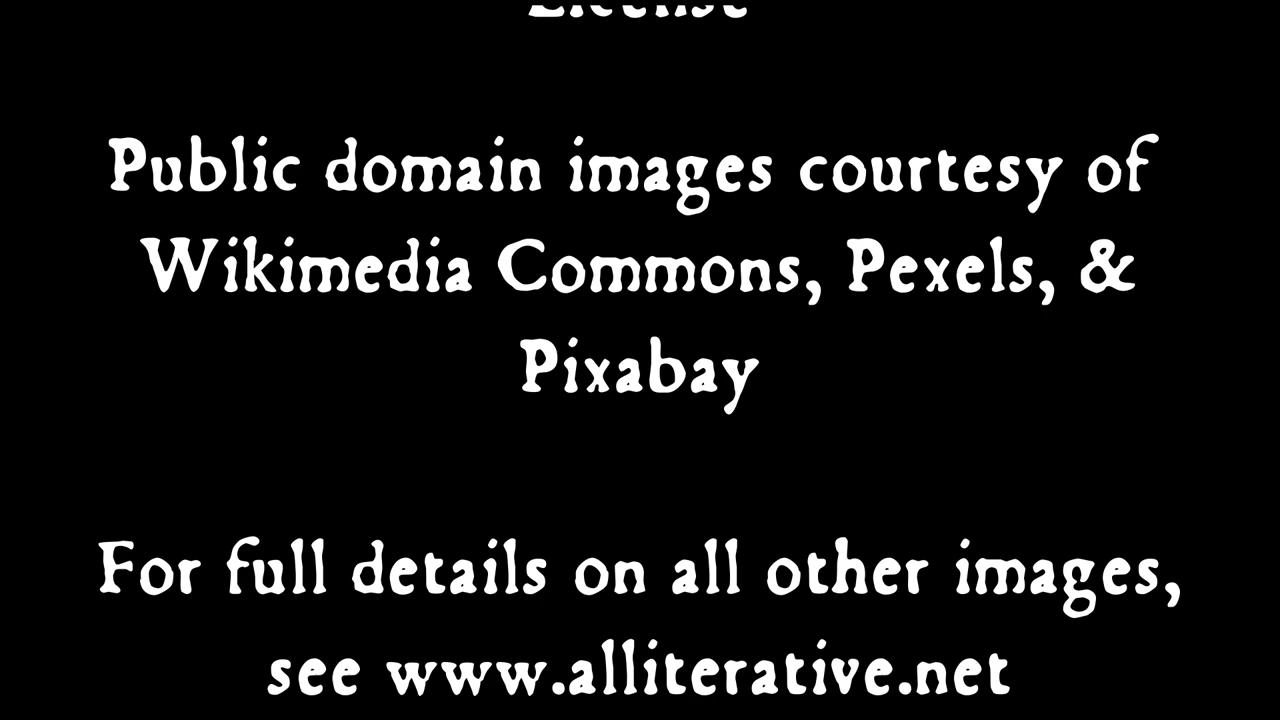 License
Public domain images courtesy of
Wikimedia Commons, Pexels, &
Pixabay
For full details on all other images,
see www.alliterative.net